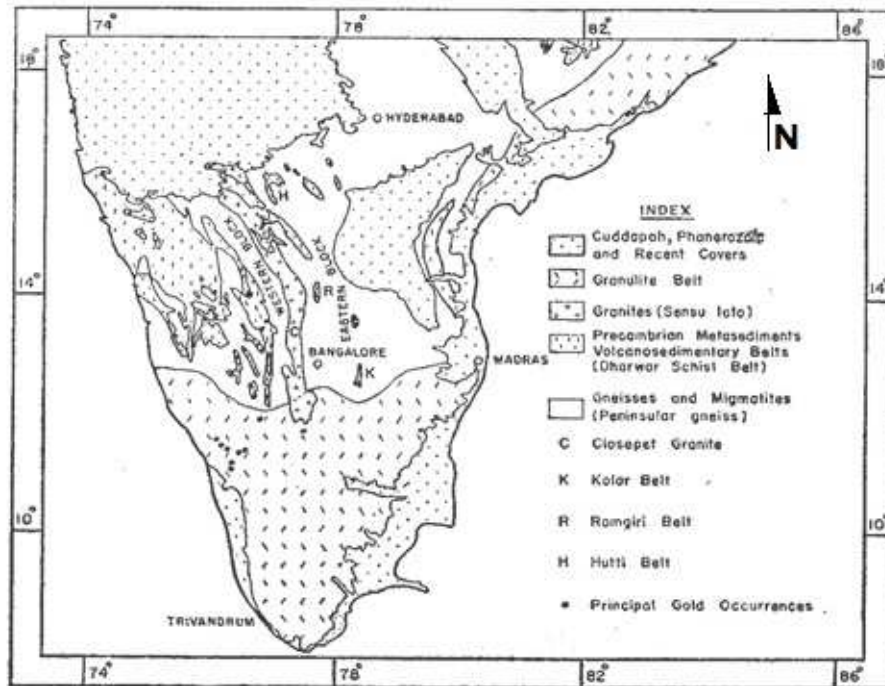 74° 78° 82° 86°
18° 18°
HYDERABAD
N
H
WESTERN BLOCK
EASTERN BLOCK
R
14° 14°
BANGALORE
K
MADRAS
10° 10°
TRIVANDRUM
74° 78° 82° 86°
INDEX
Cuddapah, Phanerozoic
and Recent Covers
Granulite Belt
Granites (Sensu lato)
Precambrian Metasediments
Volcanosedimentary Belts
(Dharwar Schist Belt)
Gneisses and Migmatites
(Peninsular gneiss)
C Closepet Granite
K Kolar Belt
R Ramgiri Belt
H Hutti Belt
Principal Gold Occurrences